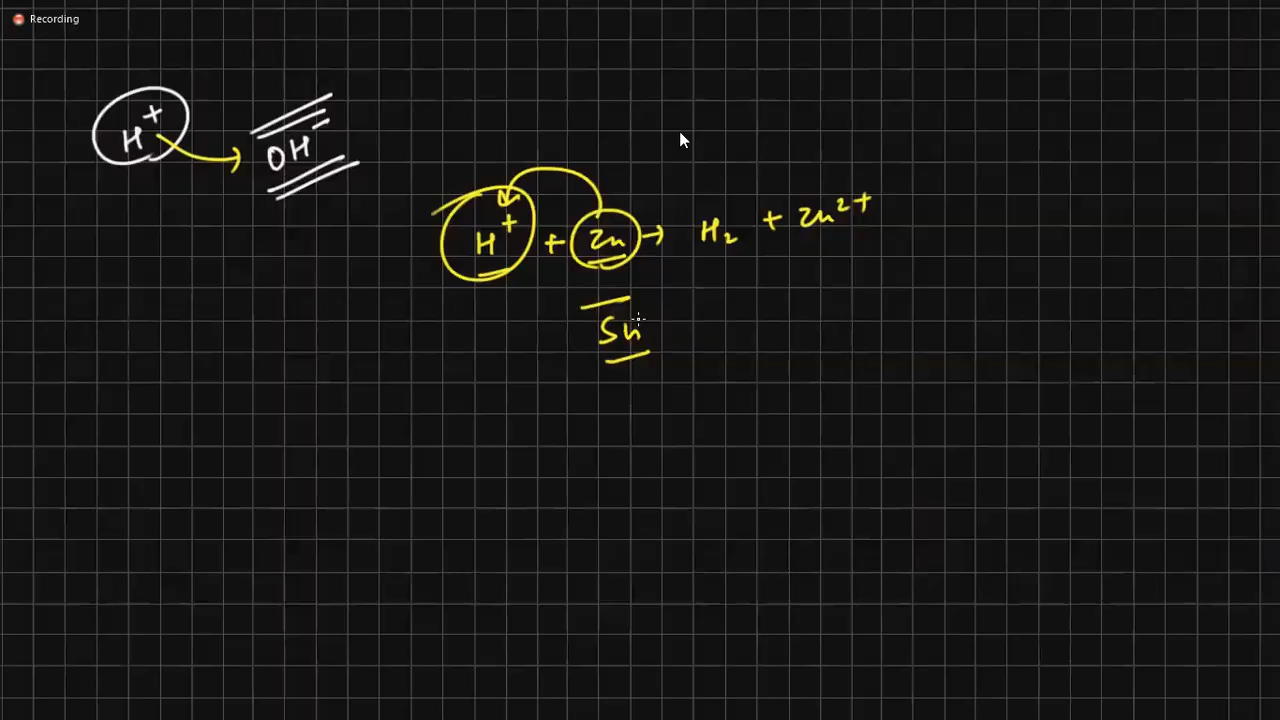 Recording
H+ → OH⁻
H+ + Zn → H2 + Zn2+
Sn